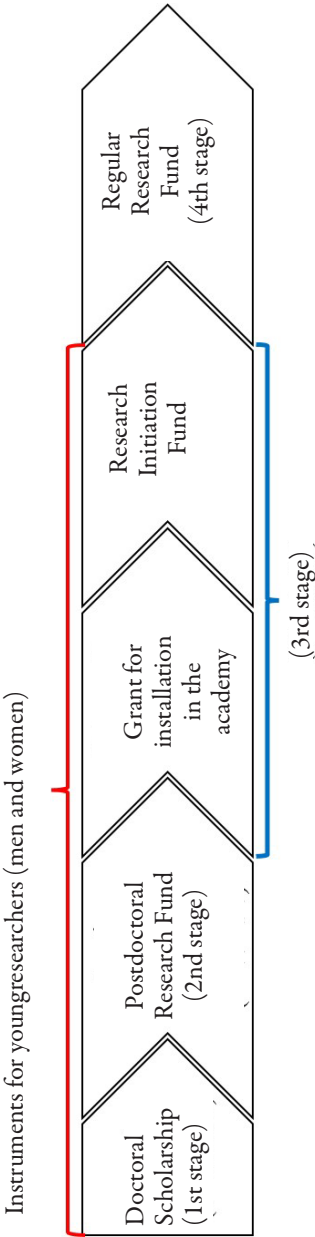 Instruments for youngresearchers (men and women)
Doctoral
Scholarship
(1st stage)
Postdoctoral
Research Fund
(2nd stage)
Grant for
installation
in the
academy
Research
Initiation
Fund
Regular
Research
Fund
(4th stage)
(3rd stage)